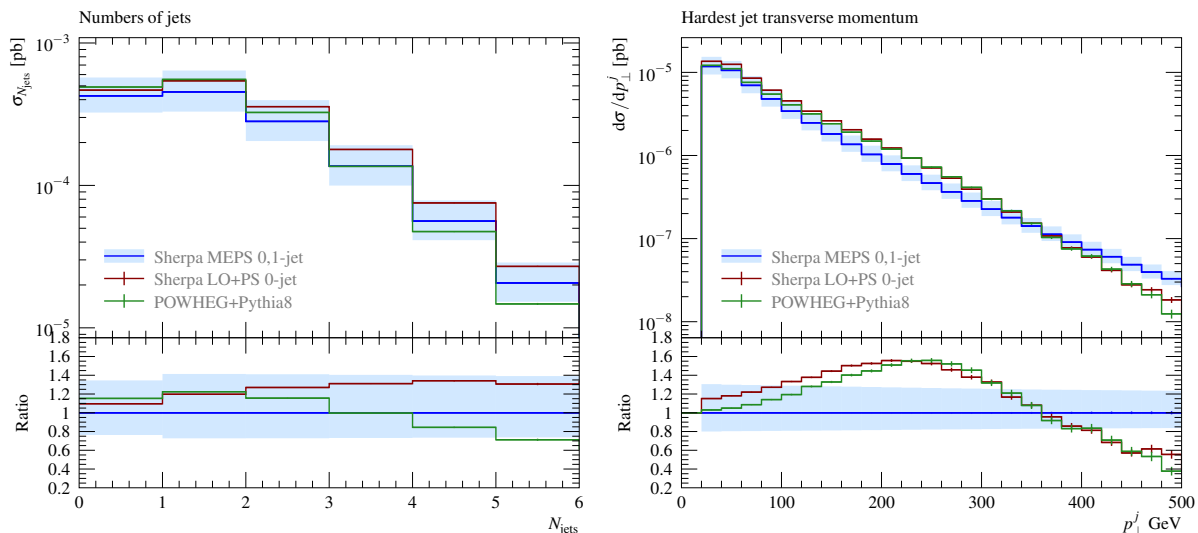 Numbers of jets
σ_{N_{jets}} [pb]
10^{−3}
10^{−4}
10^{−5}
Sherpa MEPS 0,1-jet
Sherpa LO+PS 0-jet
POWHEG+Pythia8
Ratio
1.8
1.6
1.4
1.2
1
0.8
0.6
0.4
0.2
0 1 2 3 4 5 6
N_{jets}
Hardest jet transverse momentum
dσ/dp_⊥^j [pb]
10^{−5}
10^{−6}
10^{−7}
10^{−8}
Sherpa MEPS 0,1-jet
Sherpa LO+PS 0-jet
POWHEG+Pythia8
Ratio
1.8
1.6
1.4
1.2
1
0.8
0.6
0.4
0.2
0 100 200 300 400 500
p_⊥^j GeV